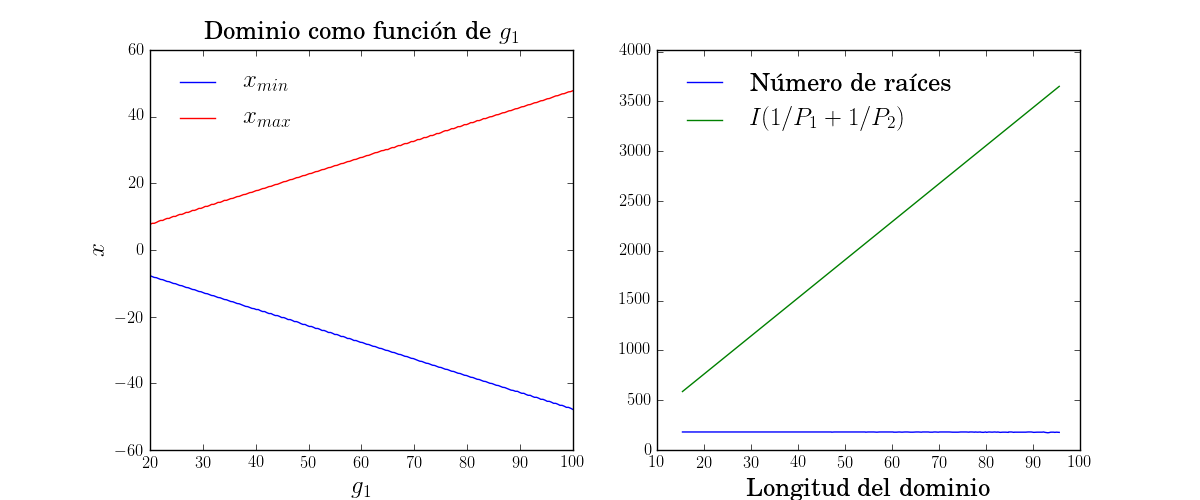 Dominio como función de g₁
60
40
20
0
−20
−40
−60
x
x_min
x_max
20 30 40 50 60 70 80 90 100
g₁
4000
3500
3000
2500
2000
1500
1000
500
0
Número de raíces
I(1/P₁ + 1/P₂)
10 20 30 40 50 60 70 80 90 100
Longitud del dominio